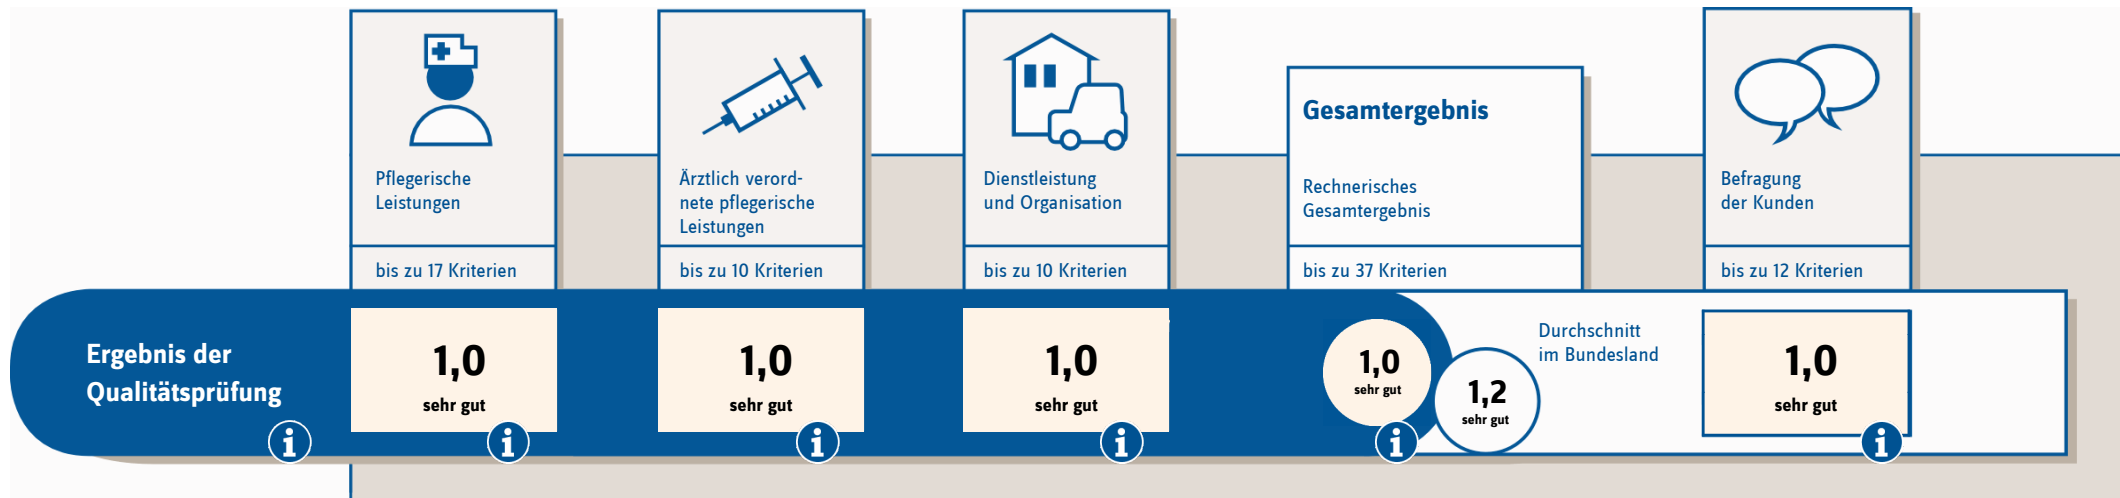 Pflegerische
Leistungen
bis zu 17 Kriterien
Ärztlich verord-
nete pflegerische
Leistungen
bis zu 10 Kriterien
Dienstleistung
und Organisation
bis zu 10 Kriterien
Gesamtergebnis
Rechnerisches
Gesamtergebnis
bis zu 37 Kriterien
Befragung
der Kunden
bis zu 12 Kriterien
Ergebnis der
Qualitätsprüfung
i
1,0
sehr gut
i
1,0
sehr gut
i
1,0
sehr gut
i
1,0
sehr gut
i
1,2
sehr gut
Durchschnitt
im Bundesland
1,0
sehr gut
i